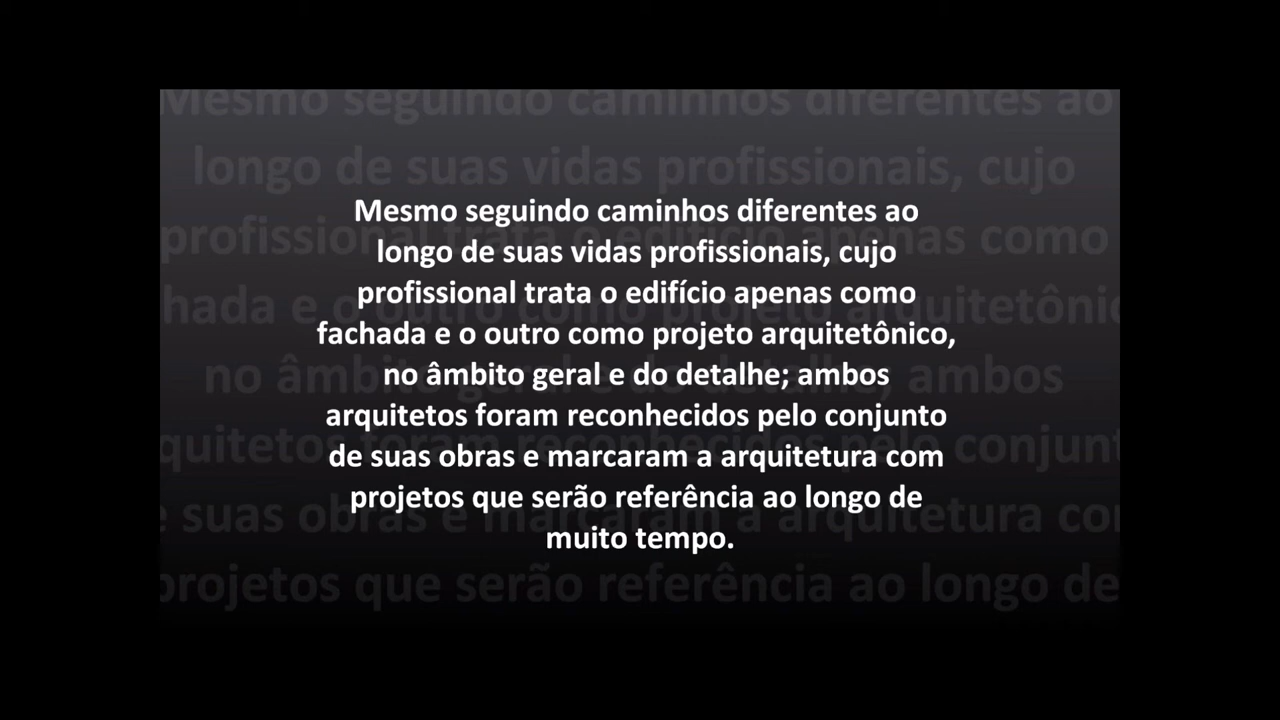 Mesmo seguindo caminhos diferentes ao
longo de suas vidas profissionais, cujo
profissional trata o edifício apenas como
fachada e o outro como projeto arquitetônico,
no âmbito geral e do detalhe; ambos
arquitetos foram reconhecidos pelo conjunto
de suas obras e marcaram a arquitetura com
projetos que serão referência ao longo de
muito tempo.